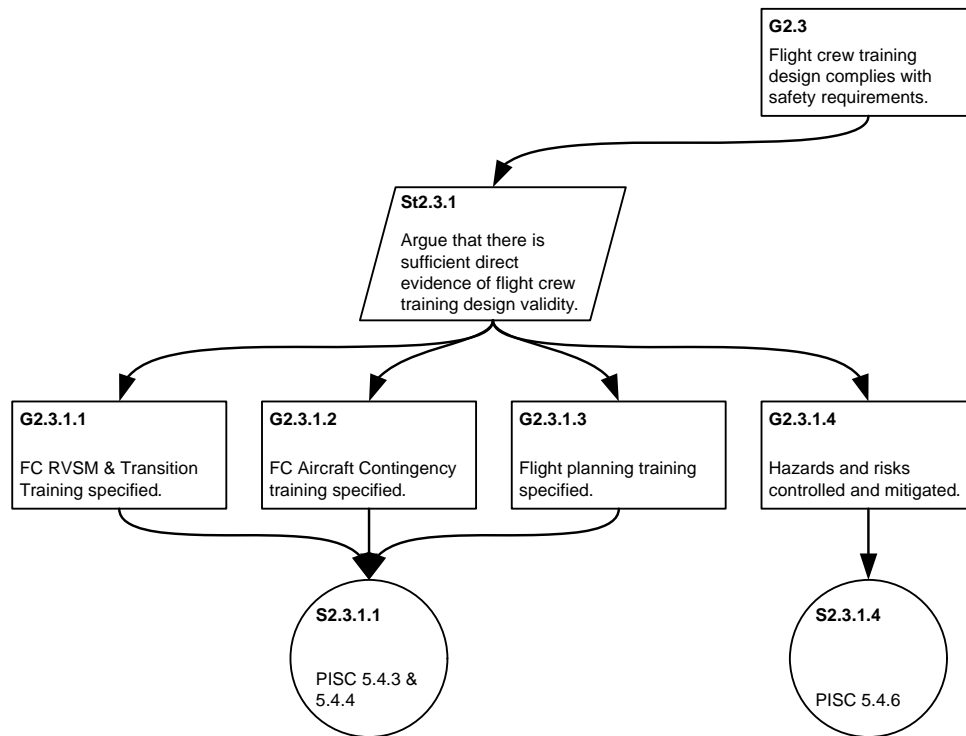 G2.3
Flight crew training
design complies with
safety requirements.
St2.3.1
Argue that there is
sufficient direct
evidence of flight crew
training design validity.
G2.3.1.1
FC RVSM & Transition
Training specified.
G2.3.1.2
FC Aircraft Contingency
training specified.
G2.3.1.3
Flight planning training
specified.
G2.3.1.4
Hazards and risks
controlled and mitigated.
S2.3.1.1
PISC 5.4.3 &
5.4.4
S2.3.1.4
PISC 5.4.6